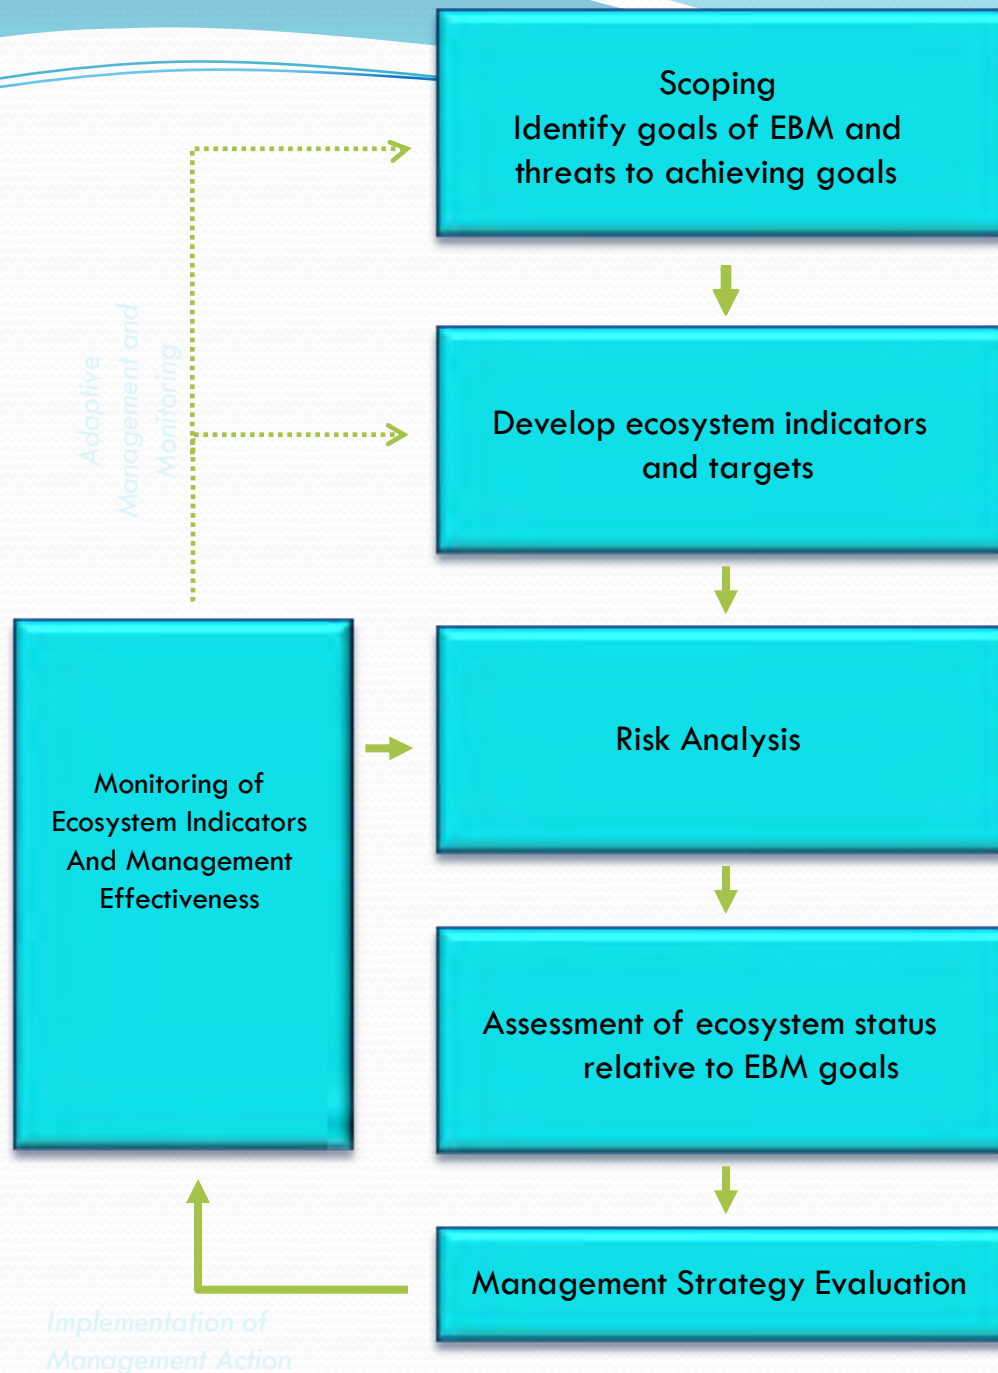 Scoping
Identify goals of EBM and
threats to achieving goals
Adaptive
Management and
Monitoring
Develop ecosystem indicators
and targets
Monitoring of
Ecosystem Indicators
And Management
Effectiveness
Risk Analysis
Assessment of ecosystem status
relative to EBM goals
Management Strategy Evaluation
Implementation of
Management Action